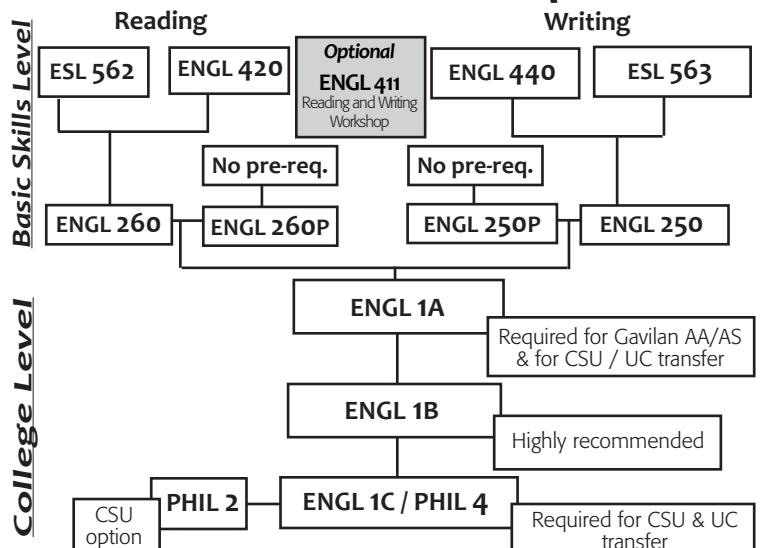 Reading
Writing
Basic Skills Level
ESL 562
ENGL 420
Optional
ENGL 411
Reading and Writing
Workshop
ENGL 440
ESL 563
No pre-req.
No pre-req.
ENGL 260
ENGL 260P
ENGL 250P
ENGL 250
College Level
ENGL 1A
Required for Gavilan AA/AS
& for CSU / UC transfer
ENGL 1B
Highly recommended
CSU
option
PHIL 2
ENGL 1C / PHIL 4
Required for CSU & UC
transfer